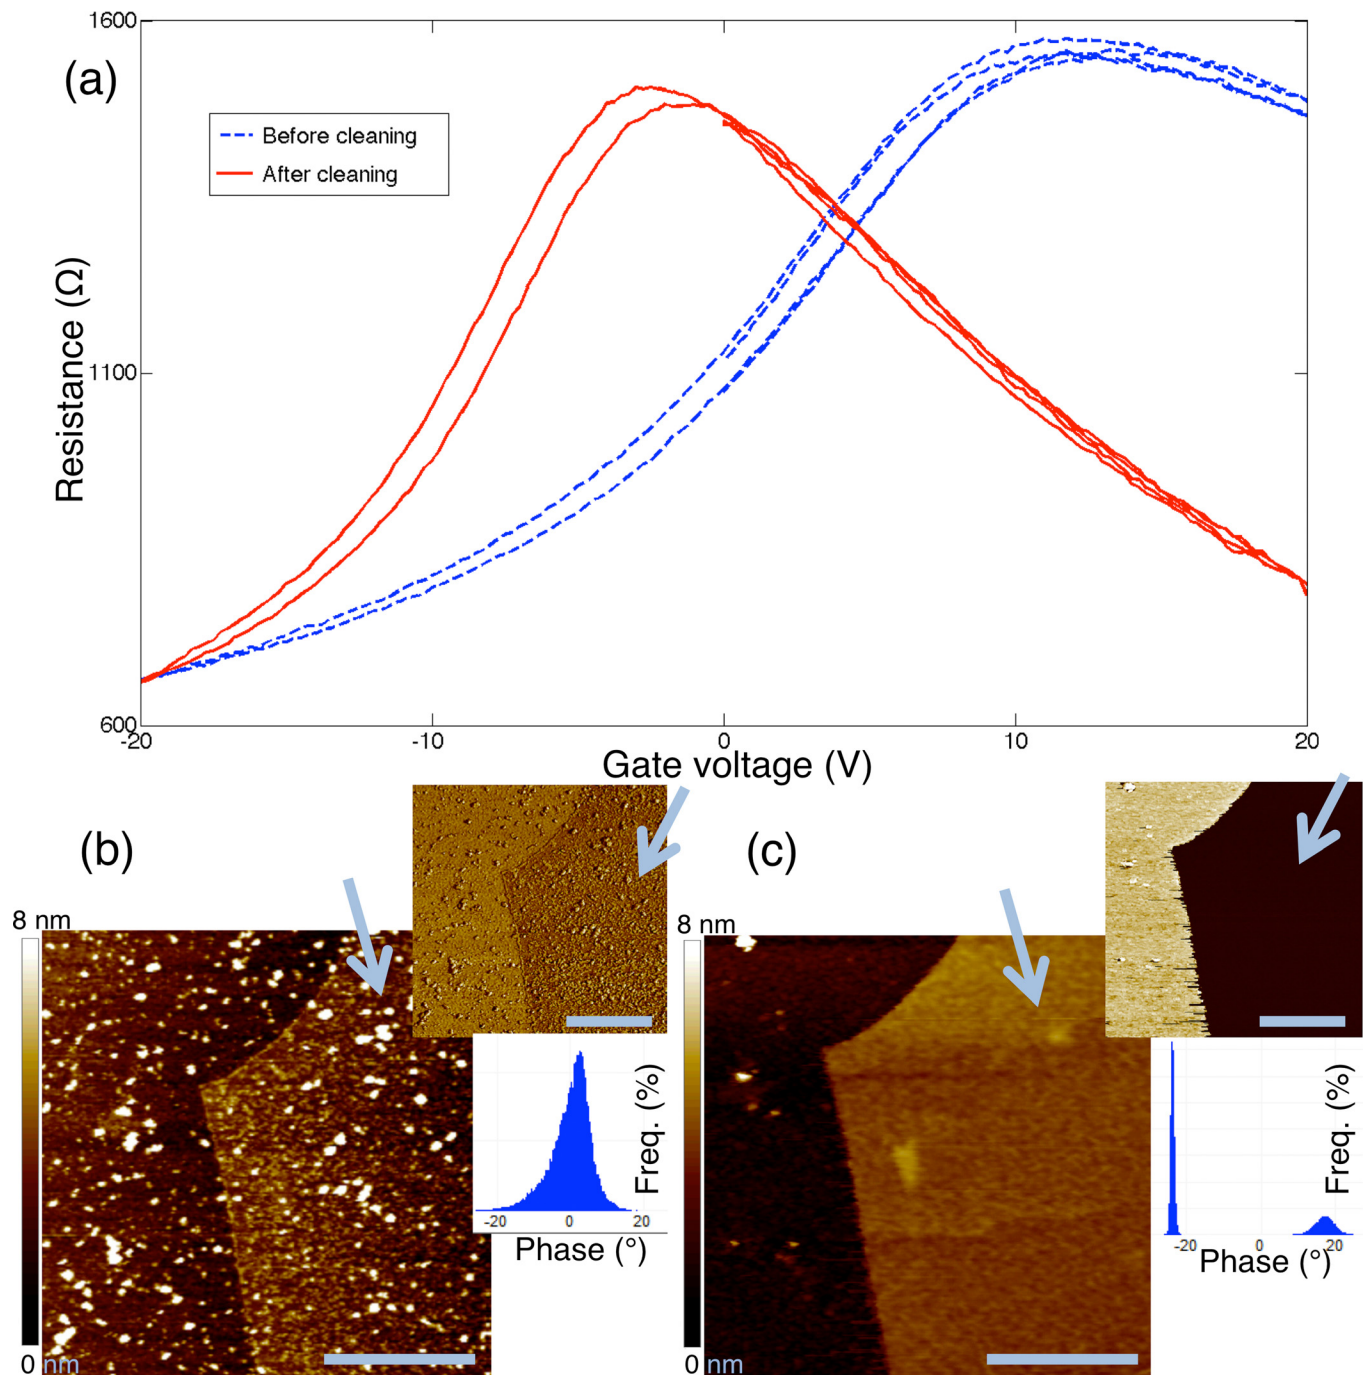 (a)
1600
1100
600
Resistance (Ω)
Before cleaning
After cleaning
-20
-10
0
10
20
Gate voltage (V)
(b)
8 nm
0 nm
Freq. (%)
-20
0
20
Phase (°)
(c)
8 nm
0 nm
Freq. (%)
-20
0
20
Phase (°)